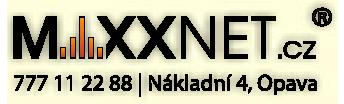 MAXXNET.cz®
777 11 22 88 | Nákladní 4, Opava